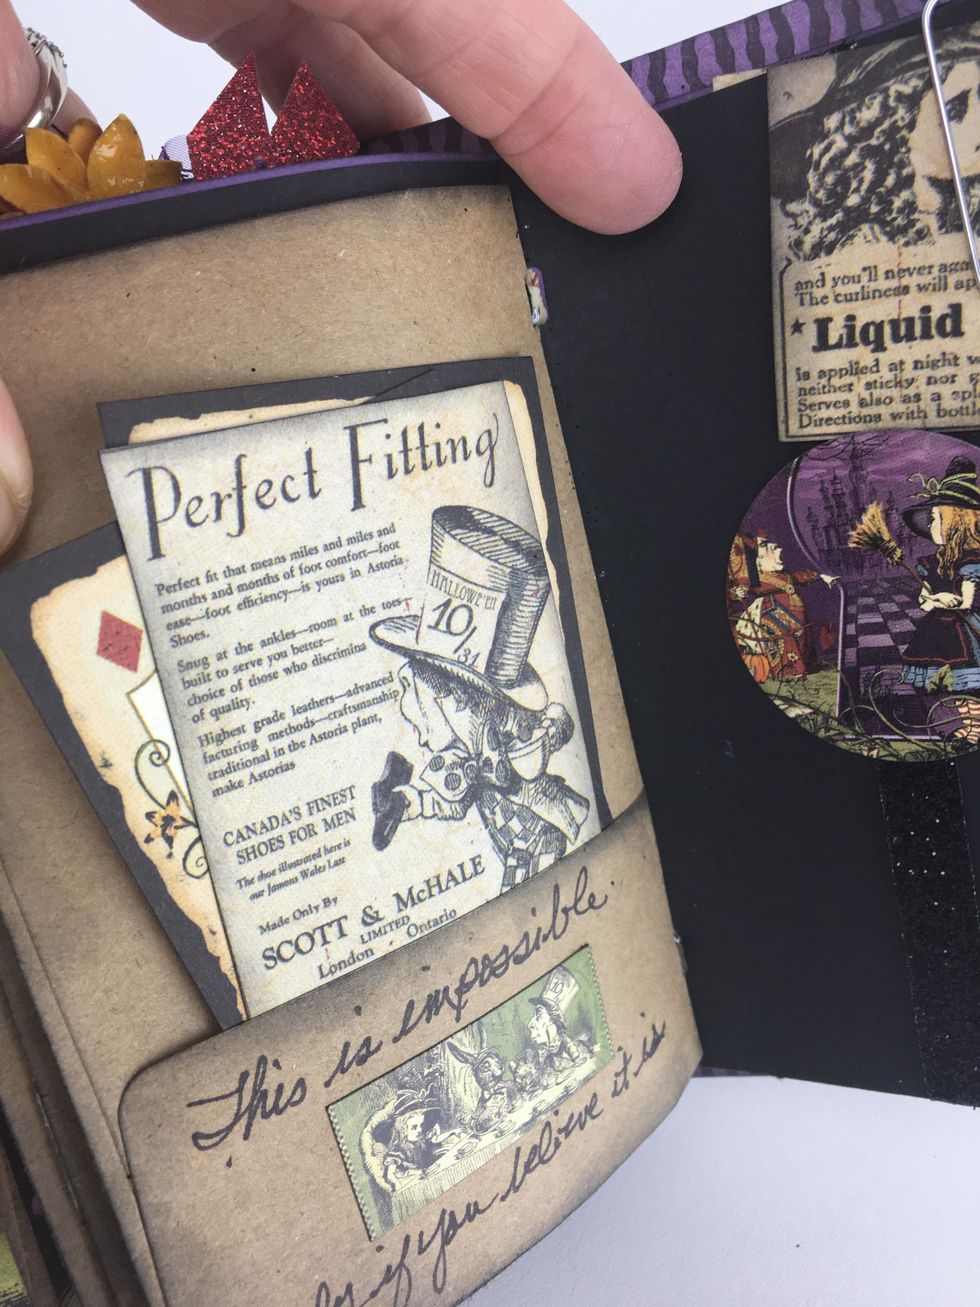 Perfect Fitting
Perfect fit that means miles and miles and
months and months of foot comfort—foot
ease—foot efficiency—is yours in Astoria
Shoes.
Snug at the ankles—room at the toes—
built to serve you better—
choice of those who discrimina
of quality.
Highest grade leathers—advanced
facturing methods—craftsmanship
traditional in the Astoria plant,
make Astorias
CANADA'S FINEST
SHOES FOR MEN
The shoe illustrated here is
our famous Wales Last
Made Only By
SCOTT & McHALE
LIMITED
London Ontario
HALLOWE'EN
10/31
This is impossible
10
if you believe it is
and you'll never aga
The curliness will ap
★ Liquid
is applied at night w
neither sticky nor g
Serves also as a sple
Directions with bottl